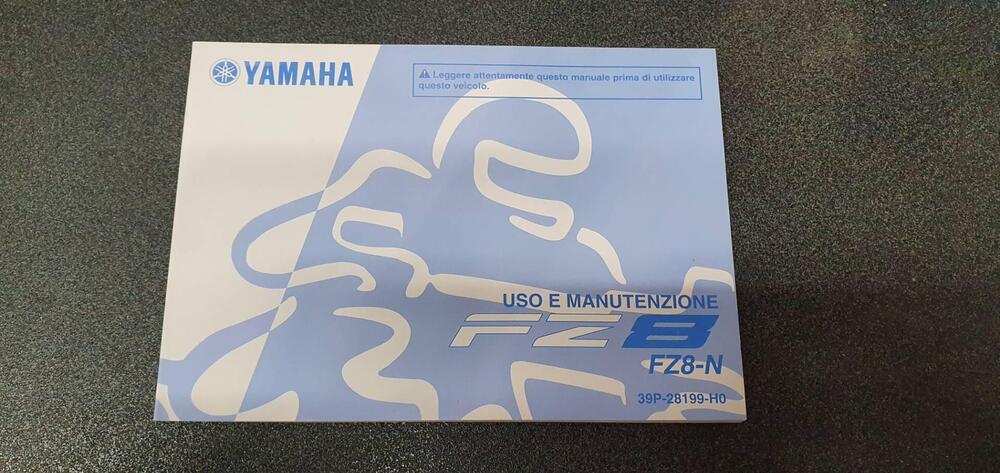 YAMAHA
⚠ Leggere attentamente questo manuale prima di utilizzare
questo veicolo.
USO E MANUTENZIONE
FZ8
FZ8-N
39P-28199-H0